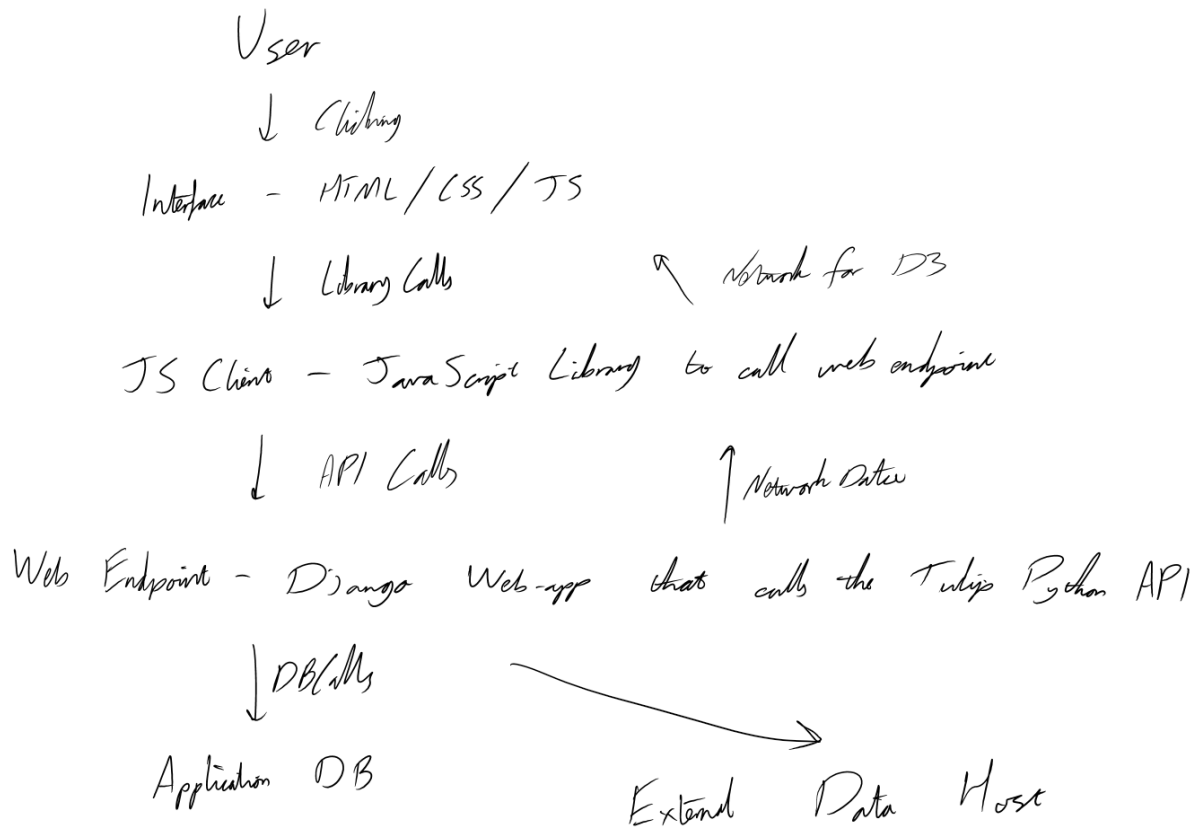 User
Clicking
Interface - HTML/CSS/JS
Library Calls
Network for D3
JS Client - JavaScript Library to call web endpoint
API Calls
Network Data
Web Endpoint - Django Web-app that calls the Tulip Python API
DB Calls
Application DB
External Data Host